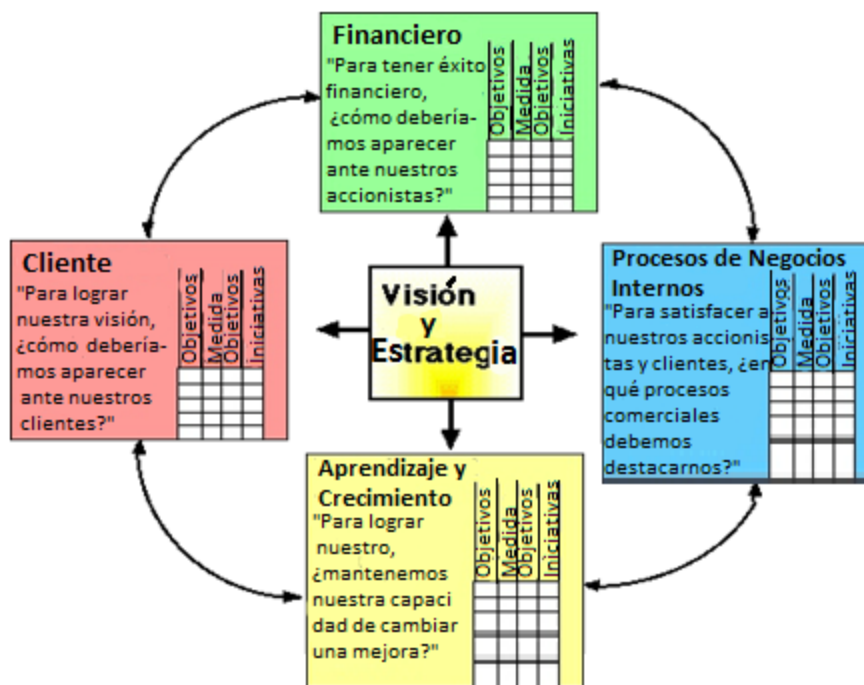 Financiero
"Para tener éxito
financiero,
¿cómo debería-
mos aparecer
ante nuestros
accionistas?"
Objetivos
Medida
Objetivos
Iniciativas
Cliente
"Para lograr
nuestra visión,
¿cómo debería-
mos aparecer
ante nuestros
clientes?"
Objetivos
Medida
Objetivos
Iniciativas
Visión
y
Estrategia
Procesos de Negocios
Internos
"Para satisfacer a
nuestros accionis
tas y clientes, ¿en
qué procesos
comerciales
debemos
destacarnos?"
Objetivos
Medida
Objetivos
Iniciativas
Aprendizaje y
Crecimiento
"Para lograr
nuestro,
¿mantenemos
nuestra capaci
dad de cambiar
una mejora?"
Objetivos
Medida
Objetivos
Iniciativas